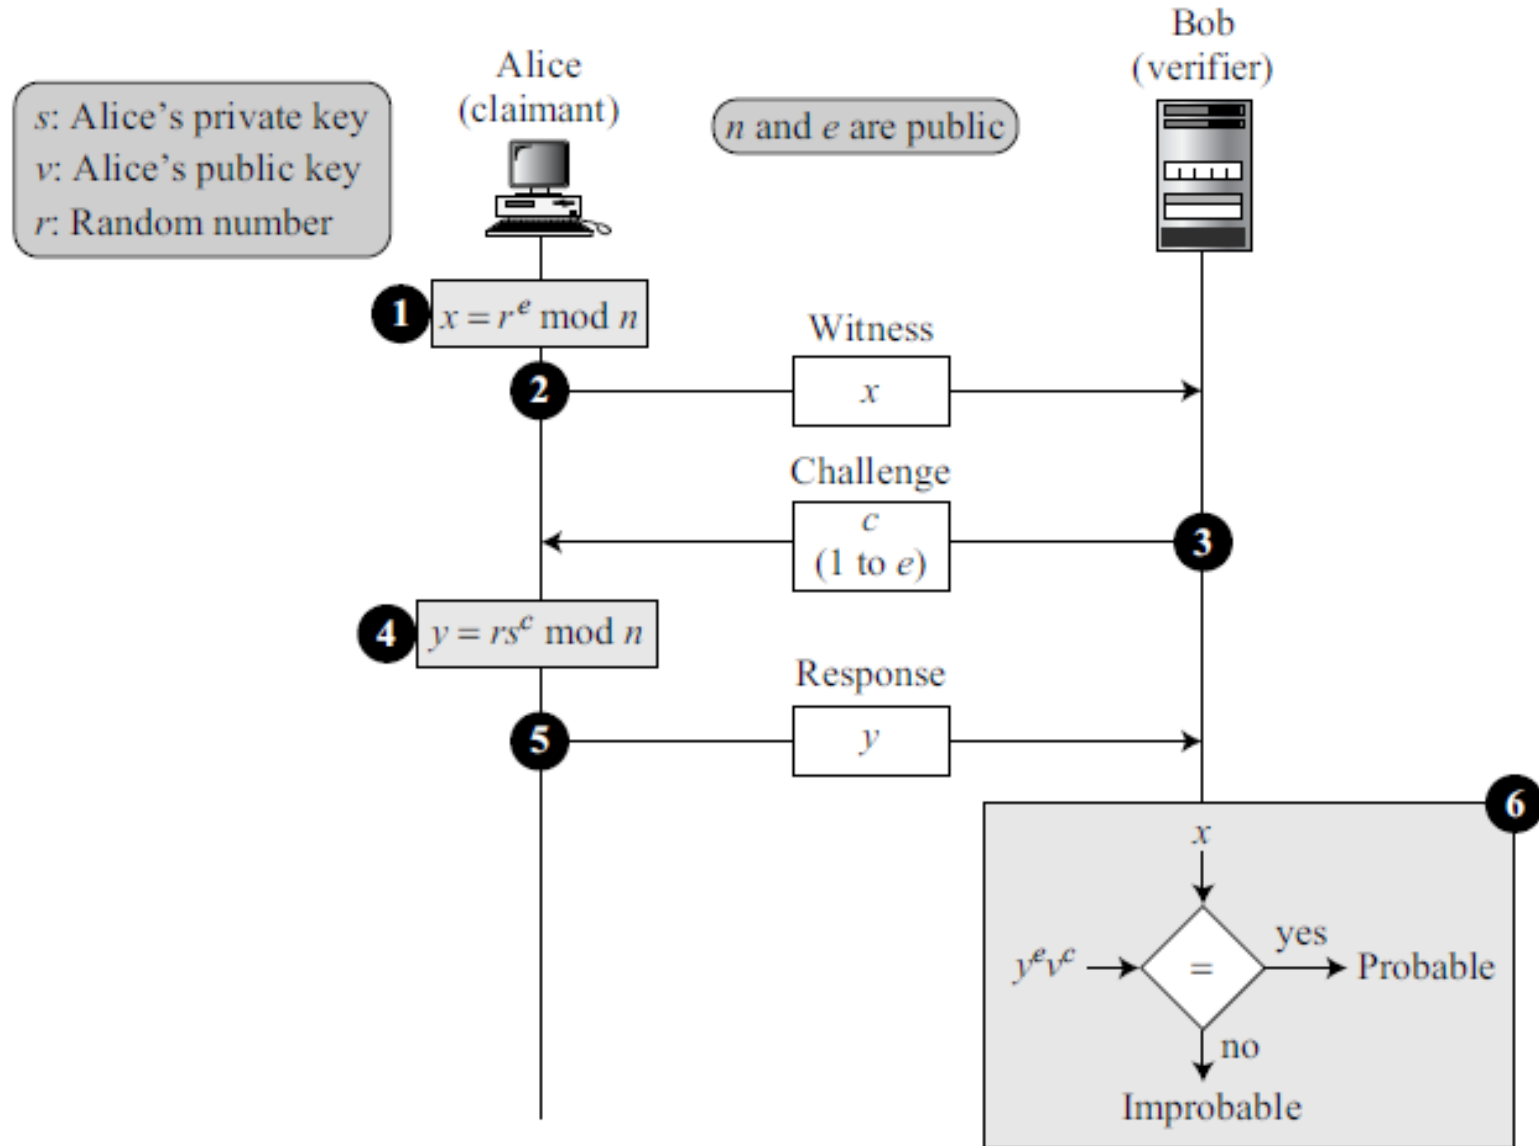 Bob
(verifier)
Alice
(claimant)
s: Alice’s private key
v: Alice’s public key
r: Random number
n and e are public
1
x = r^e mod n
Witness
2
x
Challenge
c
(1 to e)
3
4
y = rs^c mod n
Response
5
y
6
x
y^e v^c
=
yes
Probable
no
Improbable